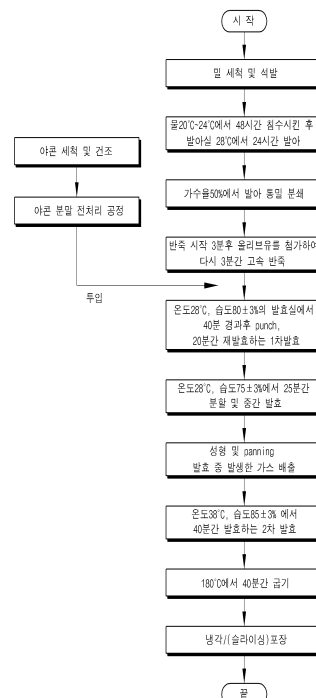 시 작
밀 세척 및 석발
물20℃~24℃에서 48시간 침수시킨 후
발아실 28℃에서 24시간 발아
야콘 세척 및 건조
가수율50%에서 발아 통밀 분쇄
야콘 분말 전처리 공정
반죽 시작 3분후 올리브유를 첨가하여
다시 3분간 고속 반죽
투입
온도28℃, 습도80±3%의 발효실에서
40분 경과후 punch,
20분간 재발효하는 1차발효
온도28℃, 습도75±3%에서 25분간
분할 및 중간 발효
성형 및 panning
발효 중 발생한 가스 배출
온도38℃, 습도85±3% 에서
40분간 발효하는 2차 발효
180℃에서 40분간 굽기
냉각/(슬라이싱)포장
끝